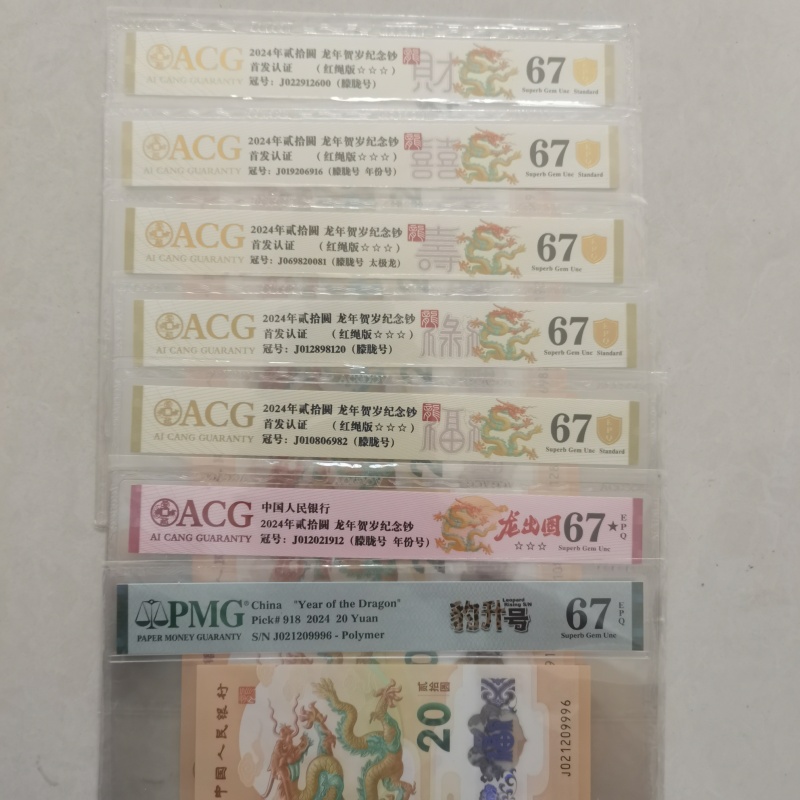 ACG
AI CANG GUARANTY
2024年贰拾圆 龙年贺岁纪念钞
首发认证 （红绳版☆☆☆）
冠号：J022912600（朦胧号）
龍
財
67
Superb Gem Unc Standard
ACG
AI CANG GUARANTY
2024年贰拾圆 龙年贺岁纪念钞
首发认证 （红绳版☆☆☆）
冠号：J019206916（朦胧号 年份号）
龍
囍
67
Superb Gem Unc Standard
ACG
AI CANG GUARANTY
2024年贰拾圆 龙年贺岁纪念钞
首发认证 （红绳版☆☆☆）
冠号：J069820081（朦胧号 太极龙）
龍
壽
67
Superb Gem Unc
ACG
AI CANG GUARANTY
2024年贰拾圆 龙年贺岁纪念钞
首发认证 （红绳版☆☆☆）
冠号：J012898120（朦胧号）
龍
祿
67
Superb Gem Unc Standard
ACG
AI CANG GUARANTY
2024年贰拾圆 龙年贺岁纪念钞
首发认证 （红绳版☆☆☆）
冠号：J010806982（朦胧号）
龍
福
67
Superb Gem Unc Standard
ACG
AI CANG GUARANTY
中国人民银行
2024年贰拾圆 龙年贺岁纪念钞
冠号：J012021912（朦胧号 年份号）
龙出圆
☆☆☆
67★
EPQ
Superb Gem Unc
PMG
PAPER MONEY GUARANTY
China "Year of the Dragon"
Pick# 918 2024 20 Yuan
S/N J021209996 - Polymer
豹升号
67
EPQ
Superb Gem Unc
中国人民银行
贰拾圆
20
J021209996